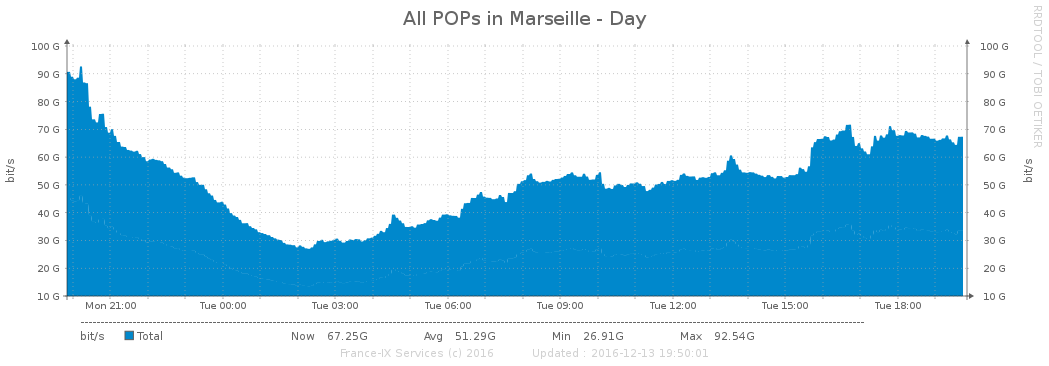 All POPs in Marseille - Day
RRDTOOL / TOBI OETIKER
100 G 100 G
90 G 90 G
80 G 80 G
70 G 70 G
60 G 60 G
50 G 50 G
40 G 40 G
30 G 30 G
20 G 20 G
10 G 10 G
bit/s bit/s
Mon 21:00 Tue 00:00 Tue 03:00 Tue 06:00 Tue 09:00 Tue 12:00 Tue 15:00 Tue 18:00
bit/s Total Now 67.25G Avg 51.29G Min 26.91G Max 92.54G
France-IX Services (c) 2016 Updated : 2016-12-13 19:50:01